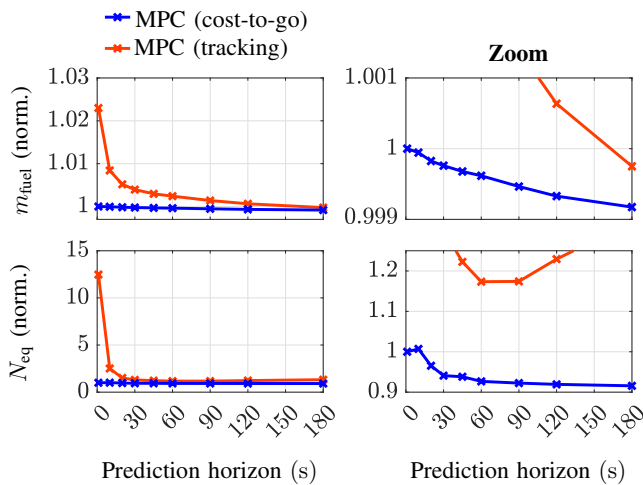 MPC (cost-to-go)
MPC (tracking)
Zoom
m_fuel (norm.)
1.03
1.02
1.01
1
1.001
1
0.999
N_eq (norm.)
15
10
5
0
1.2
1
0.9
0 30 60 90 120 150 180
0 30 60 90 120 150 180
Prediction horizon (s)
Prediction horizon (s)